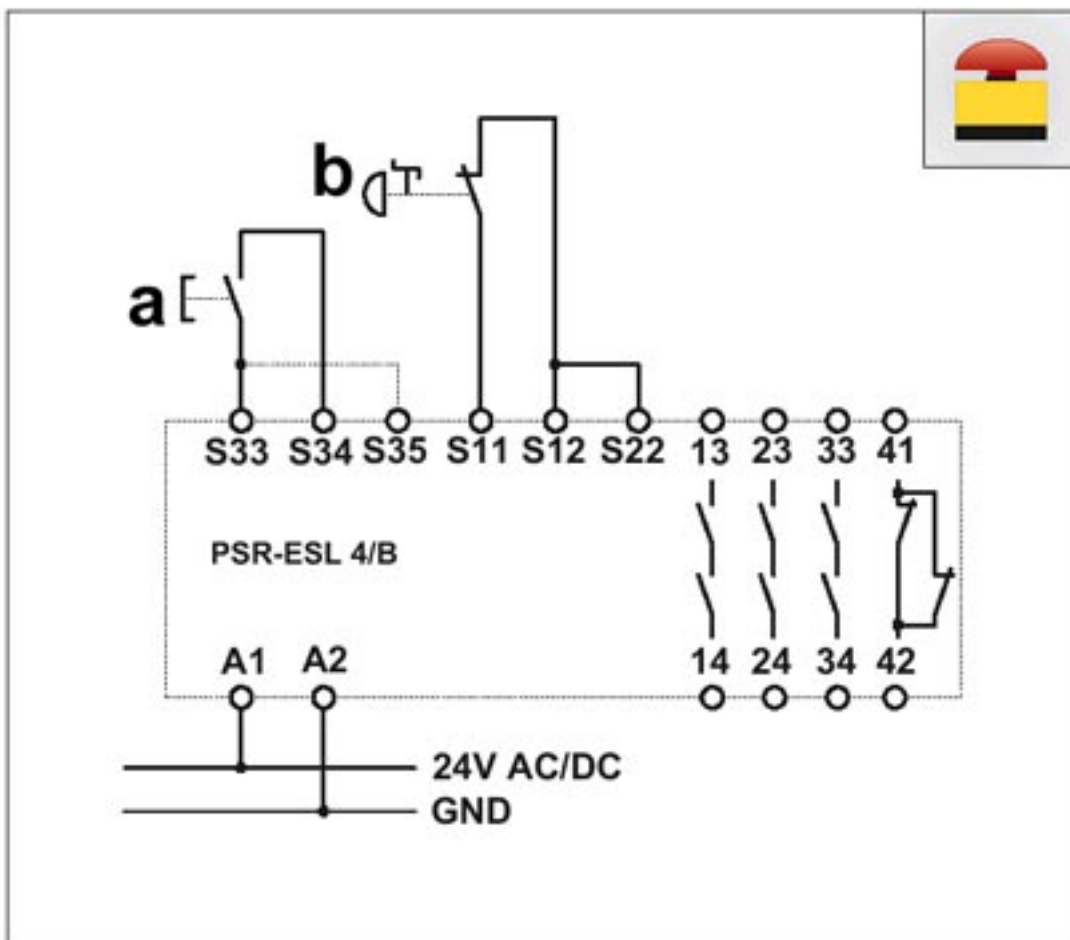 b
a
S33 S34 S35 S11 S12 S22 13 23 33 41
PSR-ESL 4/B
A1 A2 14 24 34 42
24V AC/DC
GND